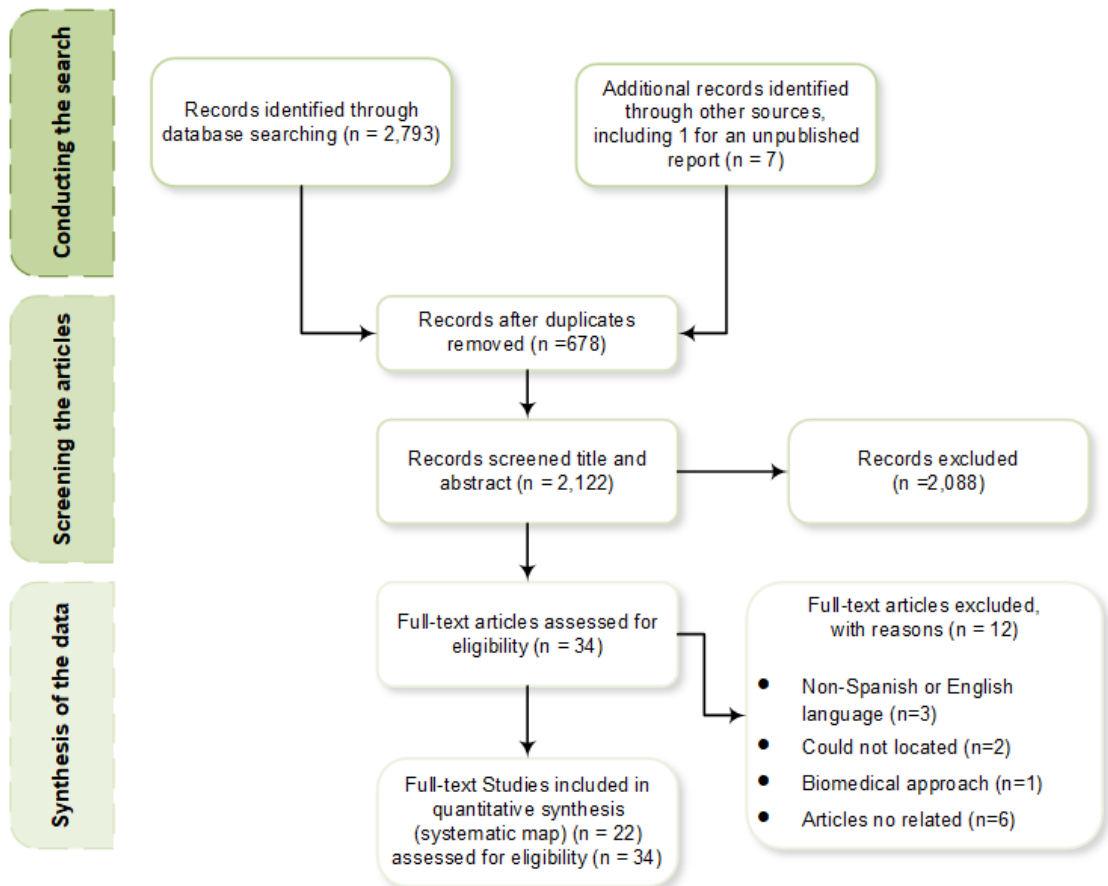 Conducting the search
Records identified through
database searching (n = 2,793)
Additional records identified
through other sources,
including 1 for an unpublished
report (n = 7)
Screening the articles
Records after duplicates
removed (n =678)
Records screened title and
abstract (n = 2,122)
Records excluded
(n =2,088)
Synthesis of the data
Full-text articles assessed for
eligibility (n = 34)
Full-text articles excluded,
with reasons (n = 12)
● Non-Spanish or English
language (n=3)
● Could not located (n=2)
● Biomedical approach (n=1)
● Articles no related (n=6)
Full-text Studies included in
quantitative synthesis
(systematic map) (n = 22)
assessed for eligibility (n = 34)